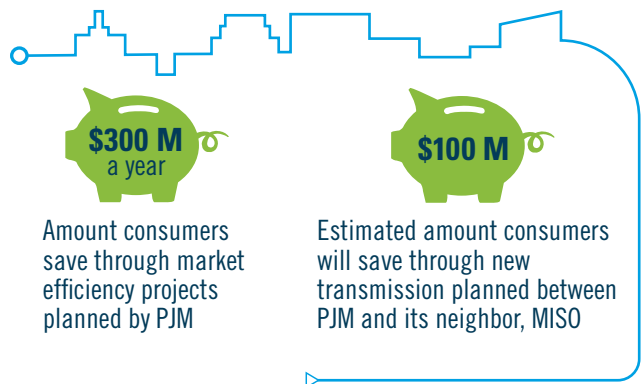 $300 M
a year
Amount consumers
save through market
efficiency projects
planned by PJM
$100 M
Estimated amount consumers
will save through new
transmission planned between
PJM and its neighbor, MISO